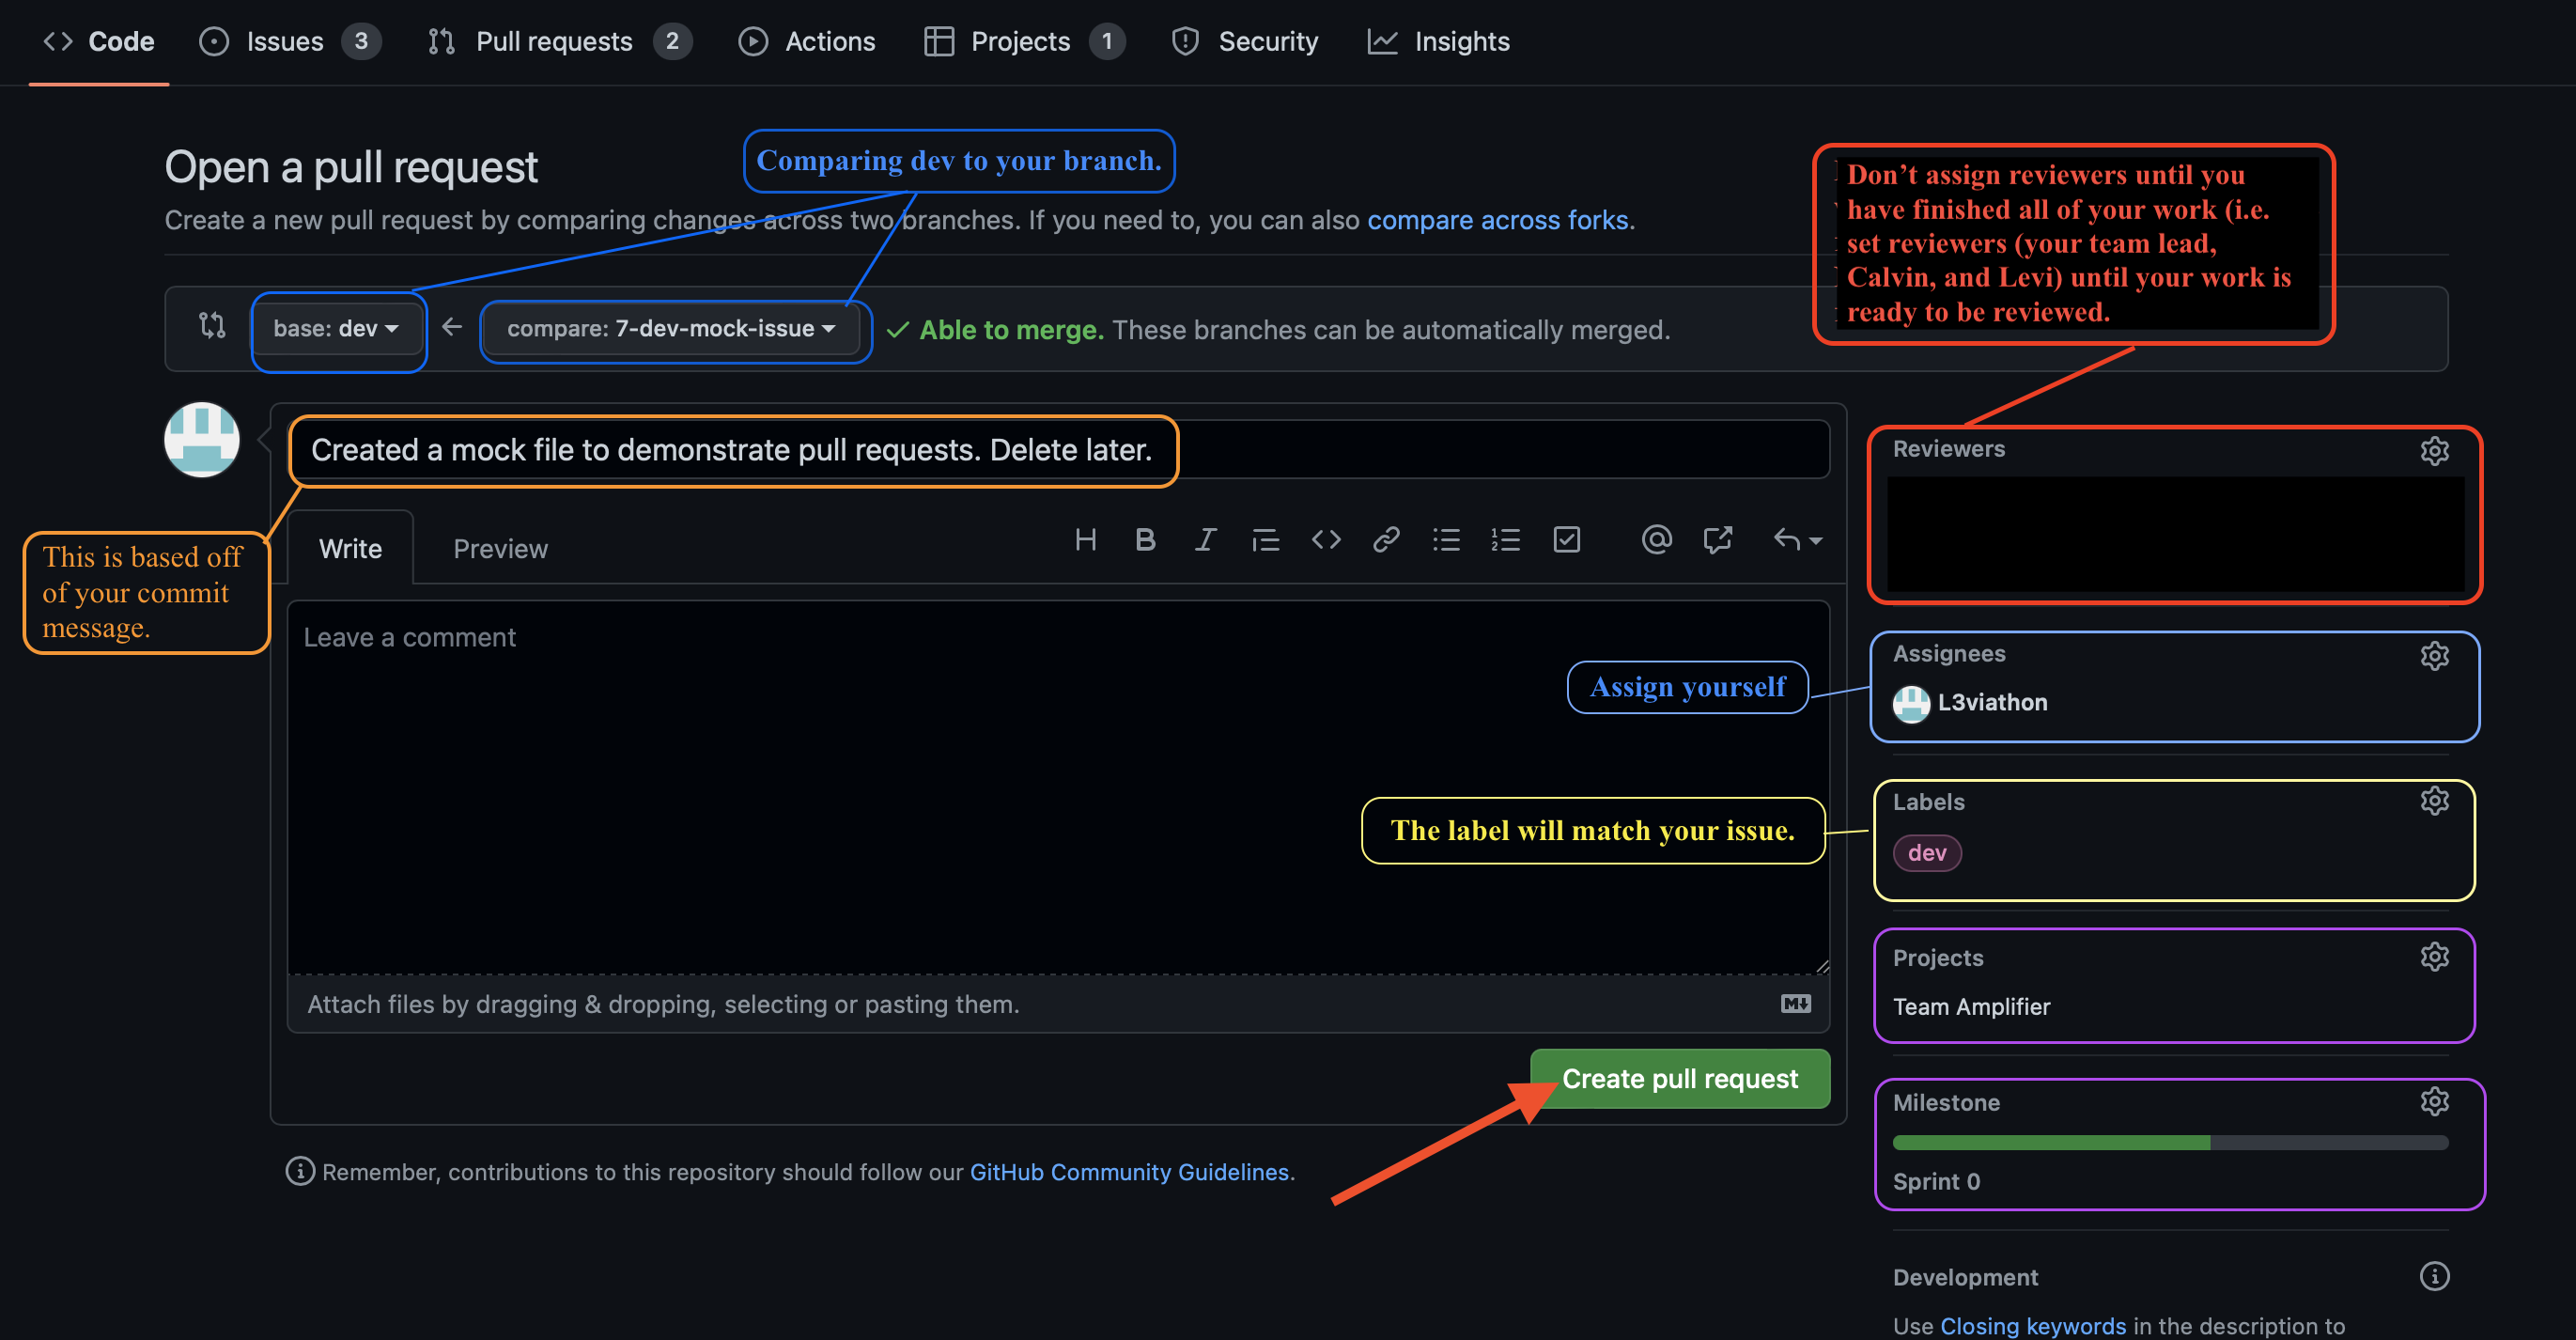 Code Issues 3 Pull requests 2 Actions Projects 1 Security Insights
Open a pull request
Comparing dev to your branch.
Create a new pull request by comparing changes across two branches. If you need to, you can also compare across forks.
Don’t assign reviewers until you
have finished all of your work (i.e.
set reviewers (your team lead,
Calvin, and Levi) until your work is
ready to be reviewed.
base: dev compare: 7-dev-mock-issue Able to merge. These branches can be automatically merged.
Created a mock file to demonstrate pull requests. Delete later.
This is based off
of your commit
message.
Write Preview
Leave a comment
Attach files by dragging & dropping, selecting or pasting them.
Create pull request
Remember, contributions to this repository should follow our GitHub Community Guidelines.
Reviewers
Assign yourself
Assignees
L3viathon
The label will match your issue.
Labels
dev
Projects
Team Amplifier
Milestone
Sprint 0
Development
Use Closing keywords in the description to